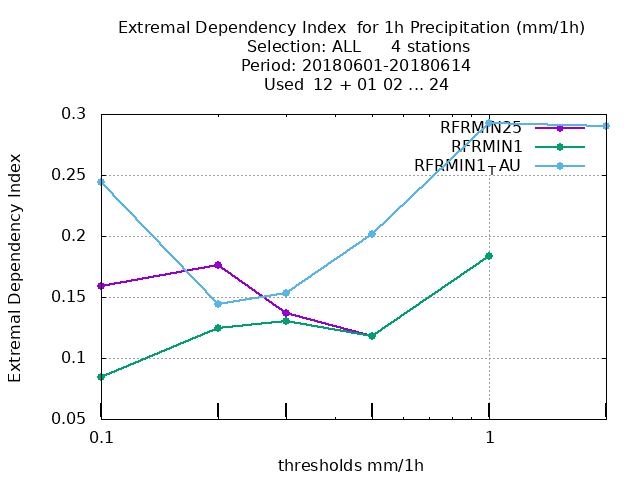 Extremal Dependency Index  for 1h Precipitation (mm/1h)
Selection: ALL      4 stations
Period: 20180601-20180614
Used  12 + 01 02 ... 24
RFRMIN25
RFRMIN1
RFRMIN1TAU
Extremal Dependency Index
0.3
0.25
0.2
0.15
0.1
0.05
0.1
1
thresholds mm/1h